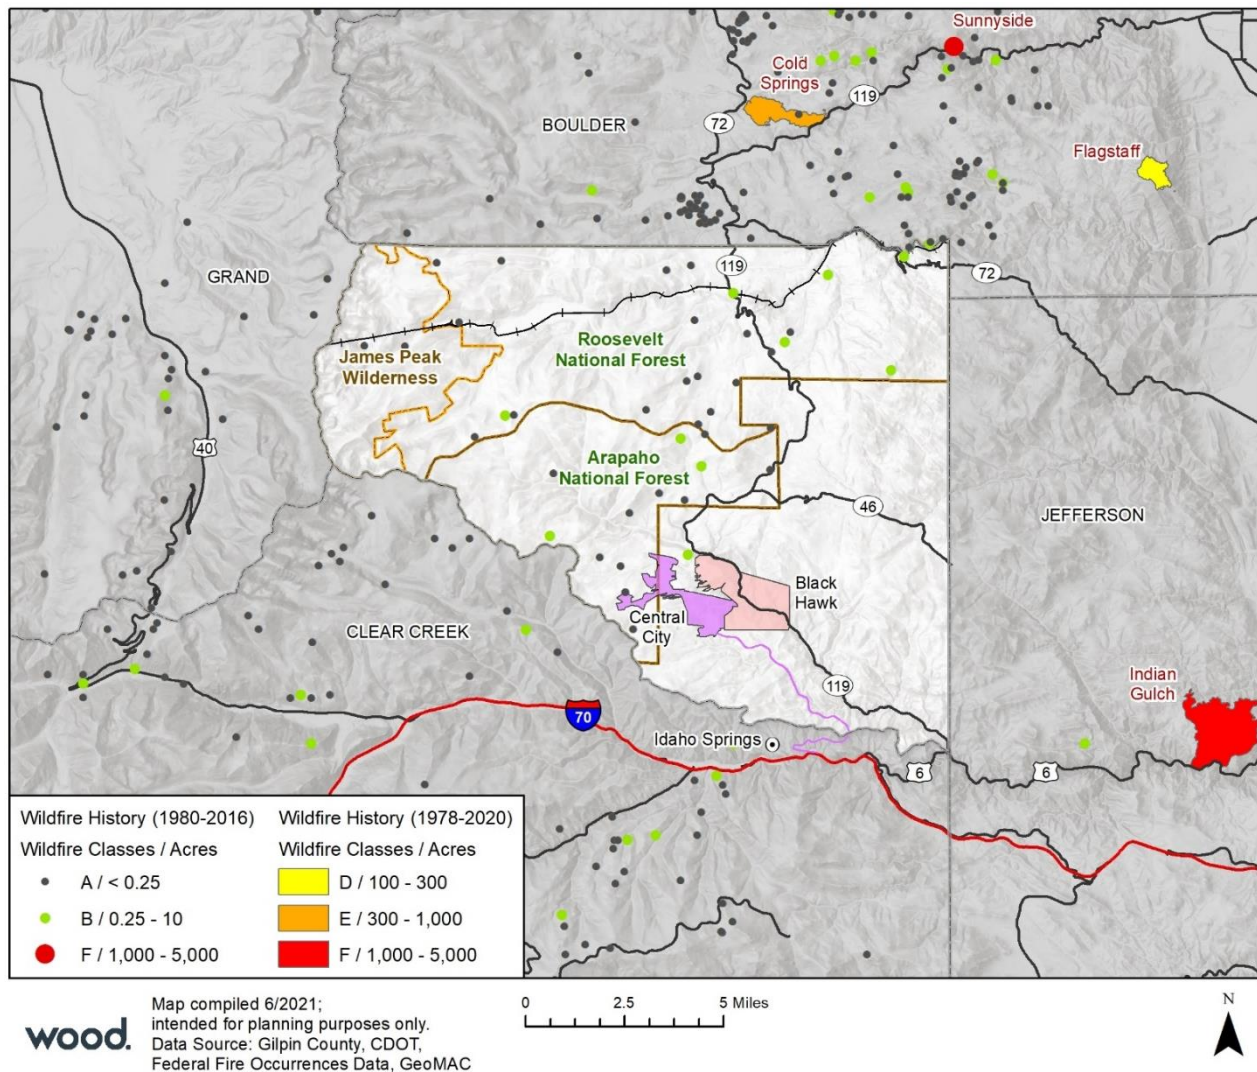 Sunnyside
Cold
Springs
119
72
BOULDER
Flagstaff
GRAND
119
72
Roosevelt
National Forest
James Peak
Wilderness
40
Arapaho
National Forest
46
JEFFERSON
Black
Hawk
Central
City
CLEAR CREEK
119
Indian
Gulch
70
Idaho Springs
6
6
Wildfire History (1980-2016)
Wildfire Classes / Acres
A / < 0.25
B / 0.25 - 10
F / 1,000 - 5,000
Wildfire History (1978-2020)
Wildfire Classes / Acres
D / 100 - 300
E / 300 - 1,000
F / 1,000 - 5,000
wood.
Map compiled 6/2021;
intended for planning purposes only.
Data Source: Gilpin County, CDOT,
Federal Fire Occurrences Data, GeoMAC
0 2.5 5 Miles
N